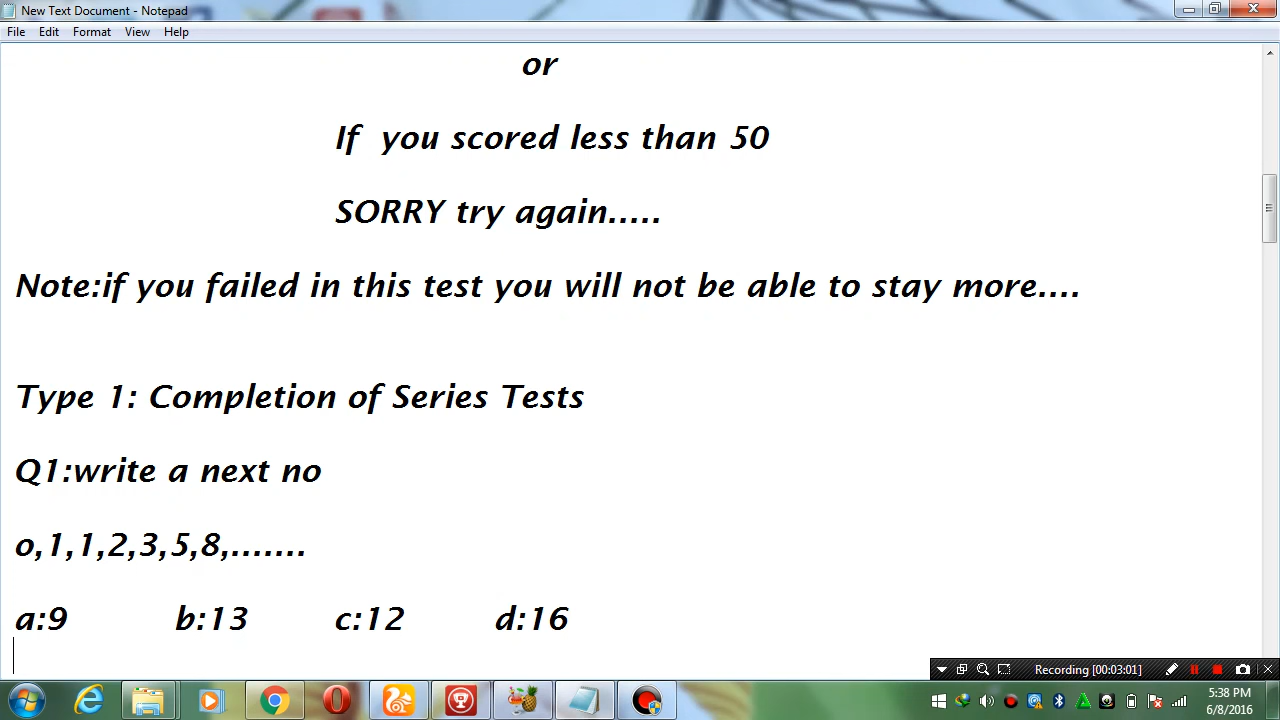 New Text Document - Notepad
File Edit Format View Help
or
If you scored less than 50
SORRY try again.....
Note:if you failed in this test you will not be able to stay more....
Type 1: Completion of Series Tests
Q1:write a next no
o,1,1,2,3,5,8,.......
a:9 b:13 c:12 d:16
Recording [00:03:01]
5:38 PM
6/8/2016